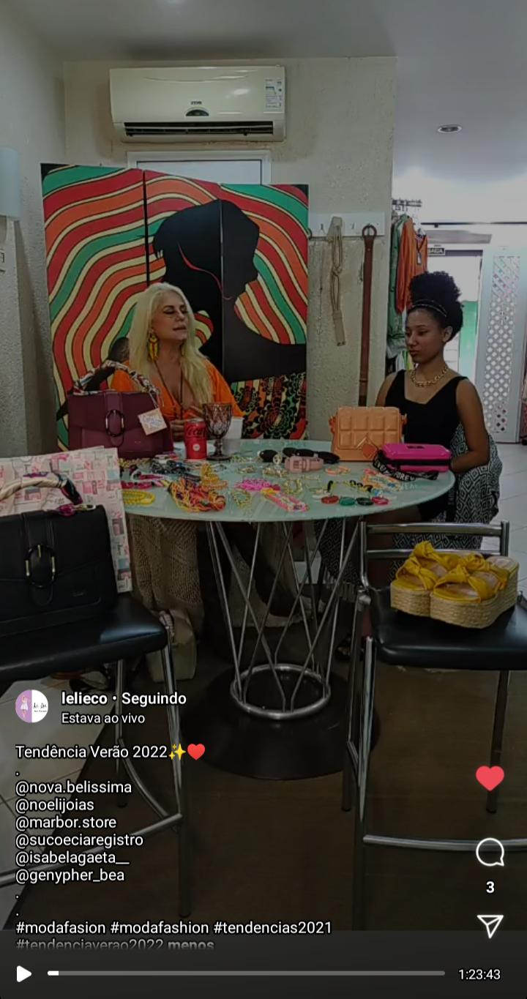 SAÍDA
lelieco • Seguindo
Estava ao vivo
Tendência Verão 2022✨❤️
.
@nova.belissima
@noelijoias
@marbor.store
@sucoeciaregistro
@isabelagaeta__
@genypher_bea
.
.
#modafasion #modafashion #tendencias2021
#tendenciaverao2022 menos
3
1:23:43